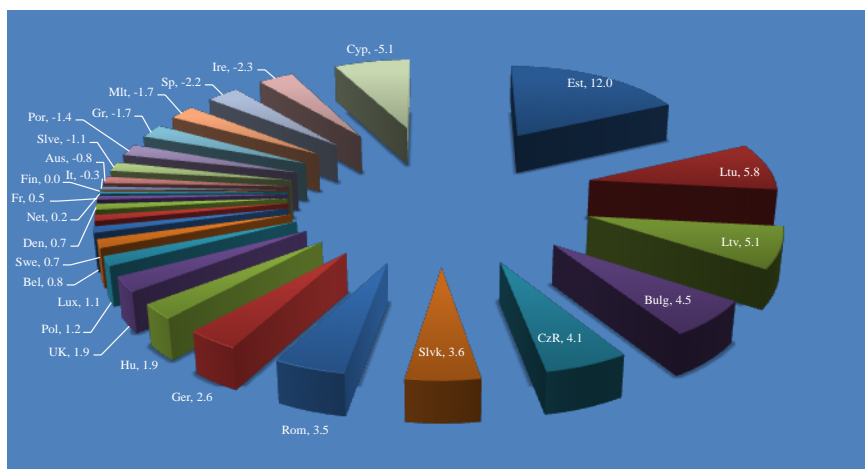 Est, 12.0
Ltu, 5.8
Ltv, 5.1
Bulg, 4.5
CzR, 4.1
Slvk, 3.6
Rom, 3.5
Ger, 2.6
Hu, 1.9
UK, 1.9
Pol, 1.2
Lux, 1.1
Bel, 0.8
Swe, 0.7
Den, 0.7
Net, 0.2
Fr, 0.5
Fin, 0.0
It, -0.3
Aus, -0.8
Slve, -1.1
Por, -1.4
Gr, -1.7
Mlt, -1.7
Sp, -2.2
Ire, -2.3
Cyp, -5.1